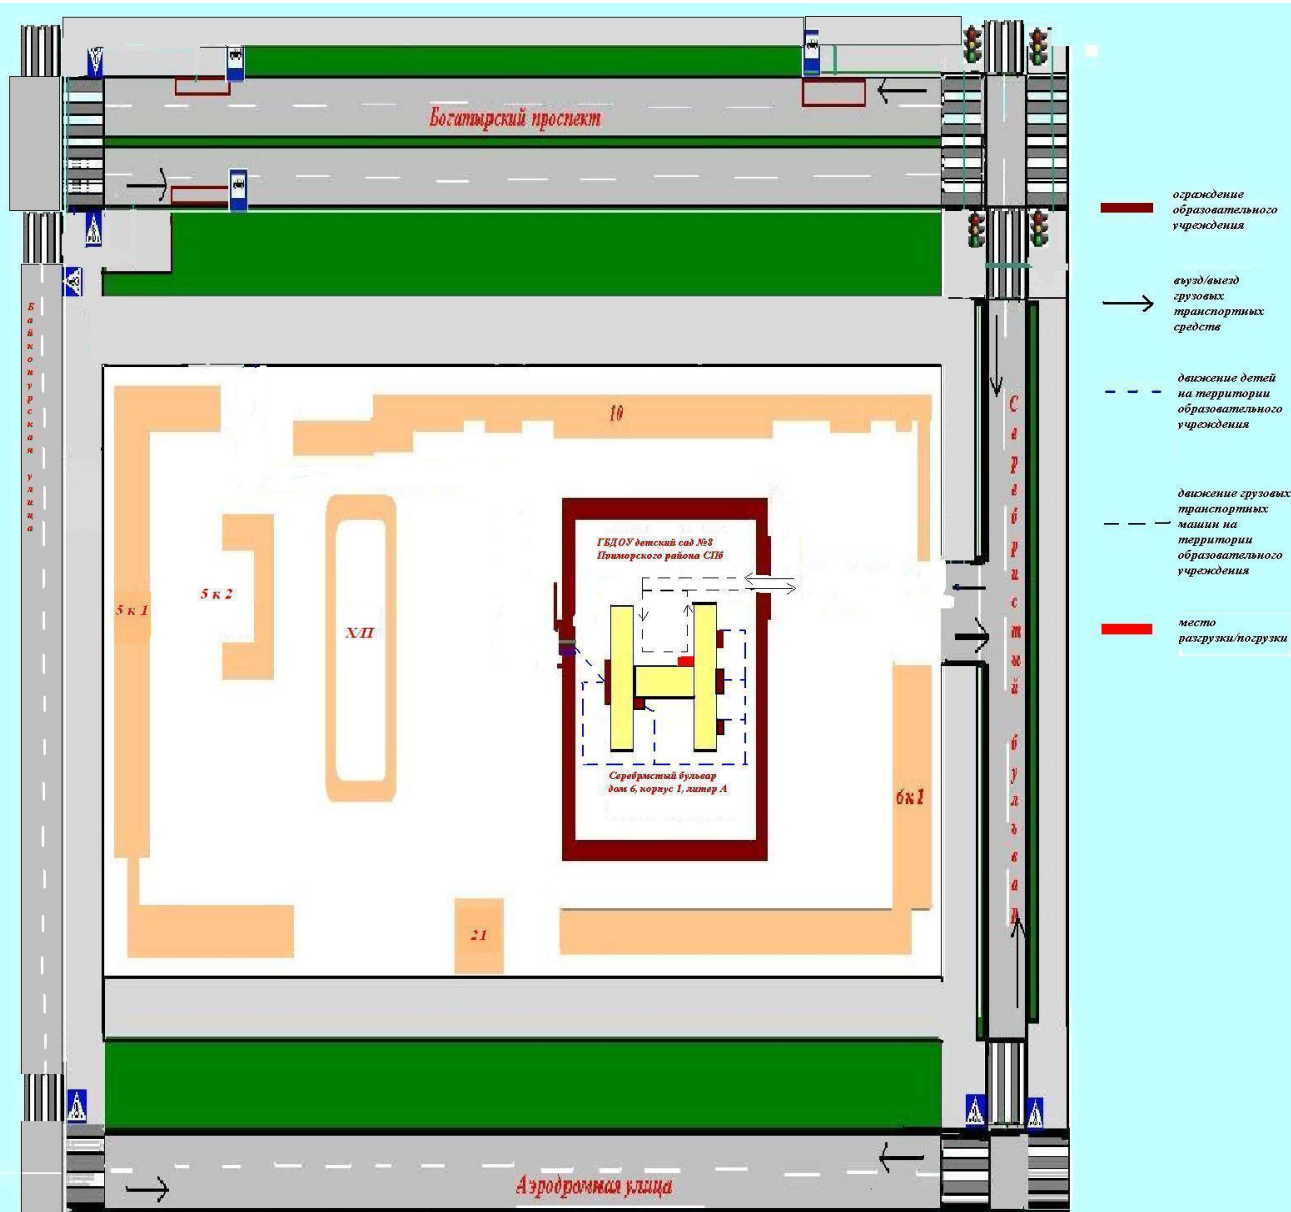 Богатырский проспект
ограждение
образовательного
учреждения
въузд/выезд
грузовых
транспортных
средств
движение детей
на территории
образовательного
учреждения
движение грузовых
транспортных
машин на
территории
образовательного
учреждения
место
разгрузки/погрузки
Байконурская улица
Серебристый бульвар
10
ГБДОУ детский сад №8
Приморского района СПб
5 к 1
5 к 2
Х/П
Серебристый бульвар
дом 6, корпус 1, литер А
6к1
21
Аэродромная улица